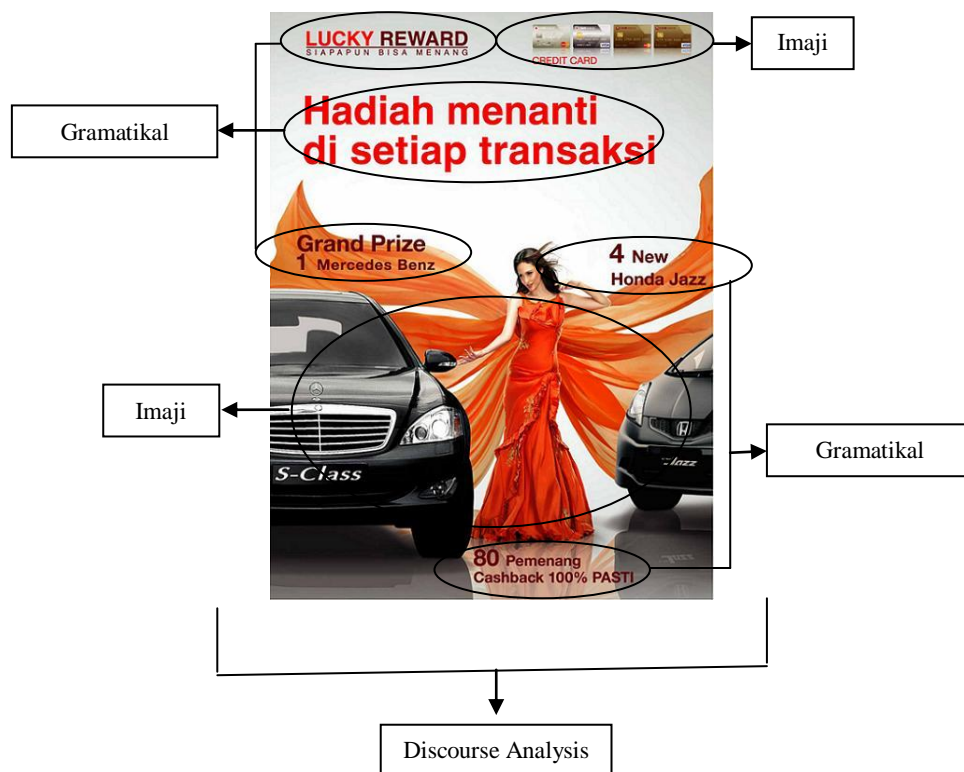 LUCKY REWARD
SIAPAPUN BISA MENANG
CREDIT CARD
Imaji
Hadiah menanti
di setiap transaksi
Gramatikal
Grand Prize
1 Mercedes Benz
4 New
Honda Jazz
Imaji
S-Class
Jazz
Gramatikal
80 Pemenang
Cashback 100% PASTI
Discourse Analysis